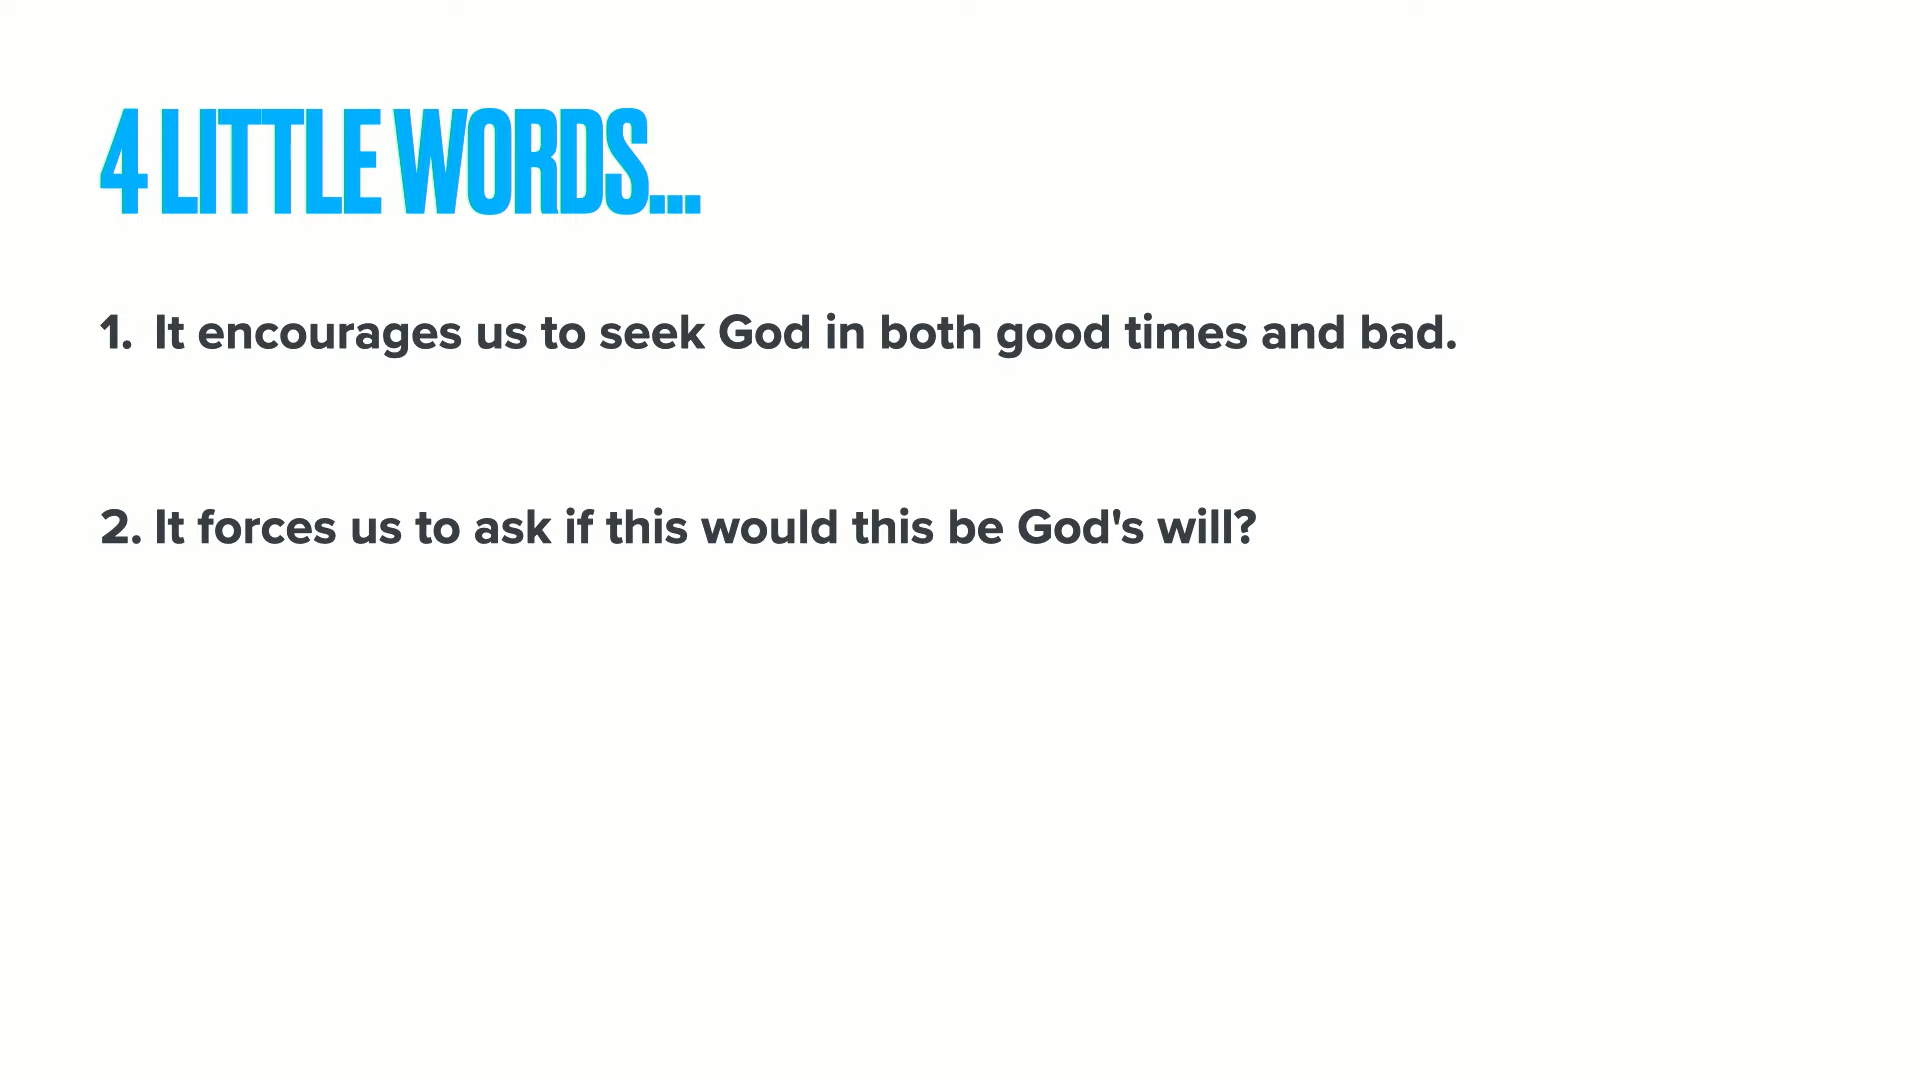 4 LITTLE WORDS...
1. It encourages us to seek God in both good times and bad.
2. It forces us to ask if this would this be God's will?